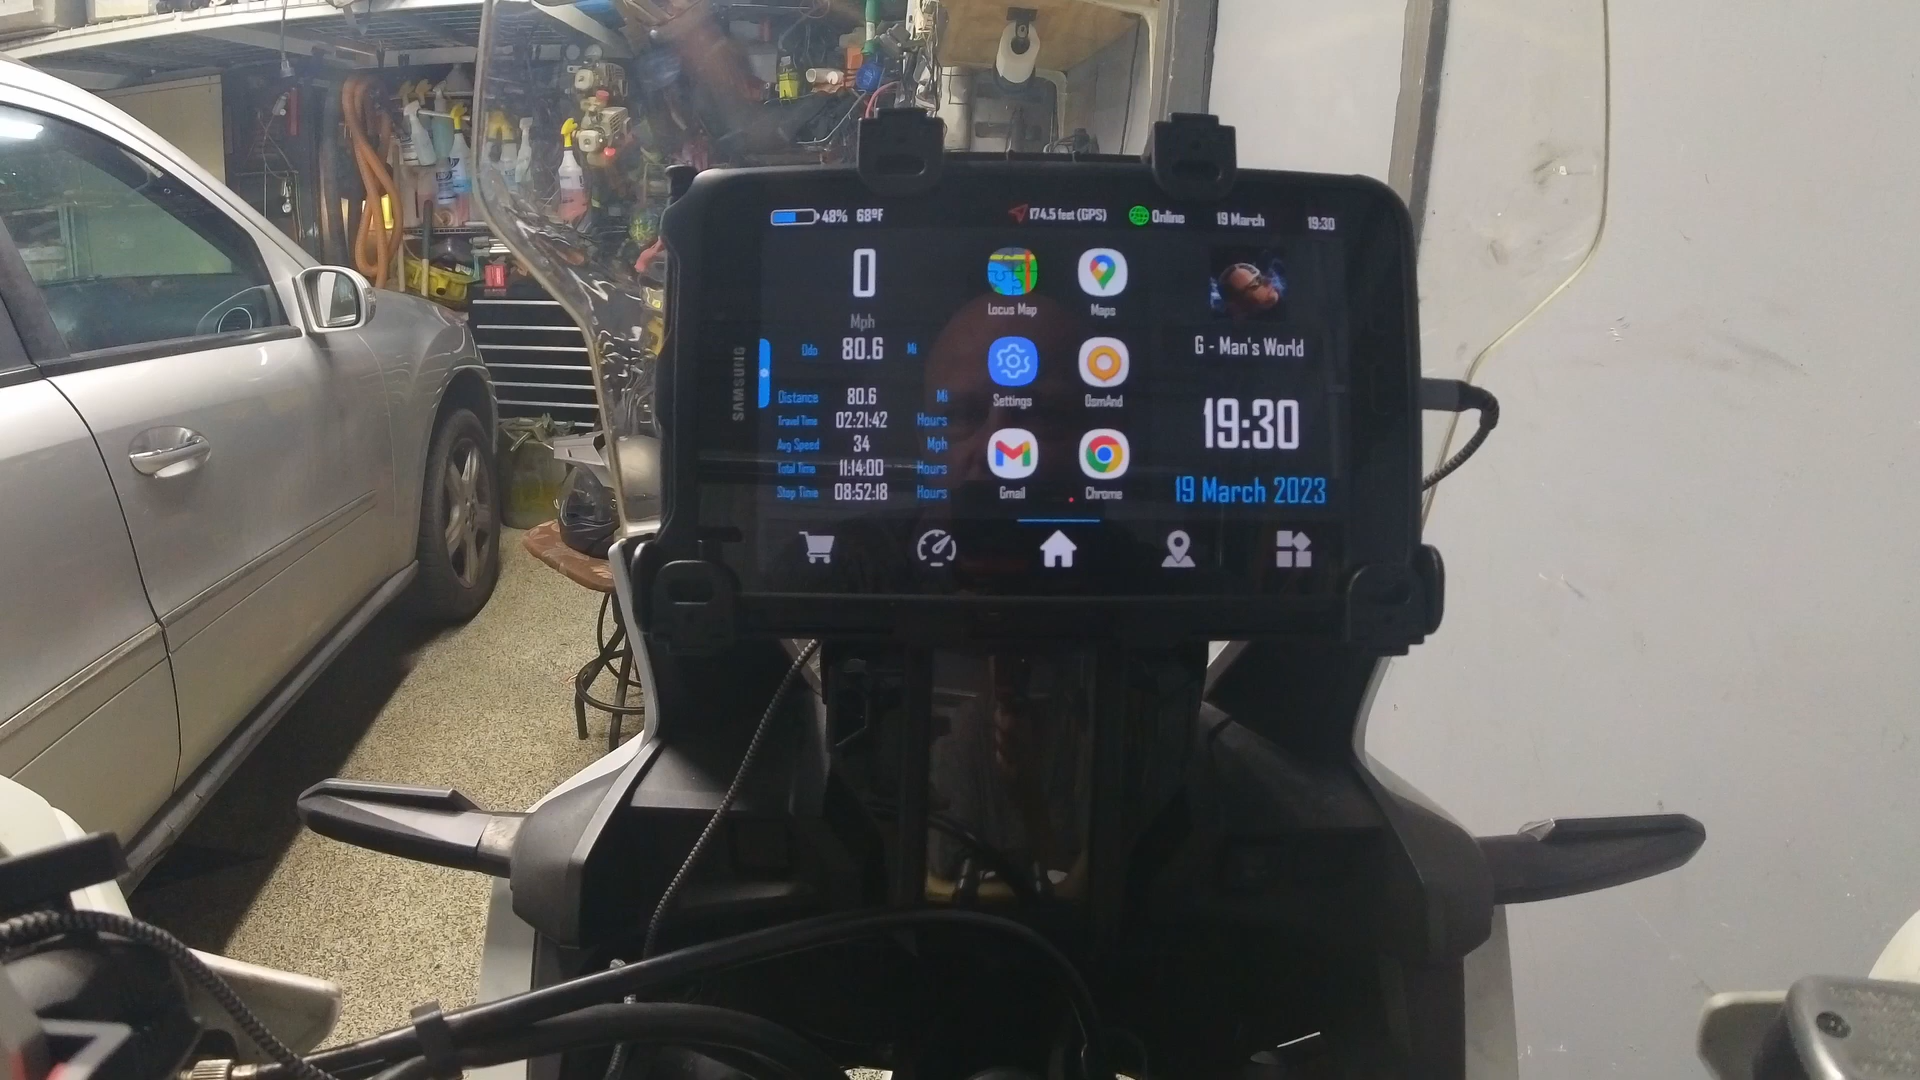 48% 68ºF 174.5 feet (GPS) Online 19 March 19:30
0
Mph
Odo 80.6 Mi
Distance 80.6 Mi
Travel Time 02:21:42 Hours
Avg Speed 34 Mph
Total Time 11:14:00 Hours
Stop Time 08:52:18 Hours
SAMSUNG
Locus Map Maps
Settings OsmAnd
Gmail Chrome
G - Man's World
19:30
19 March 2023